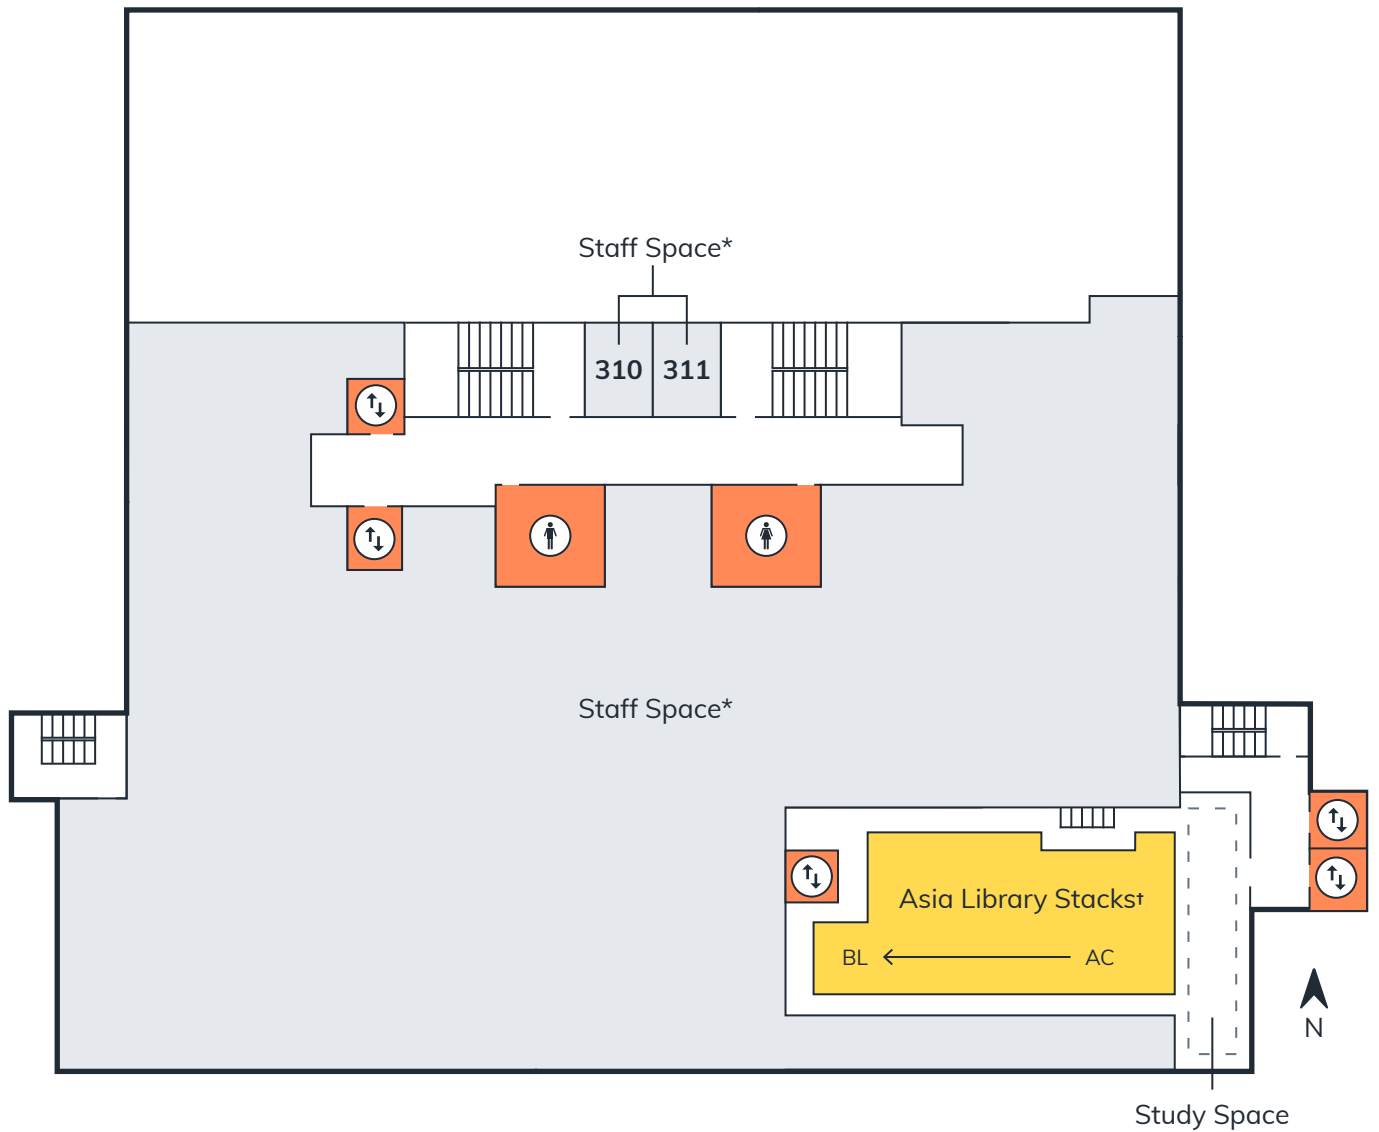 Staff Space*
310 311
Staff Space*
Asia Library Stacks†
BL AC
N
Study Space